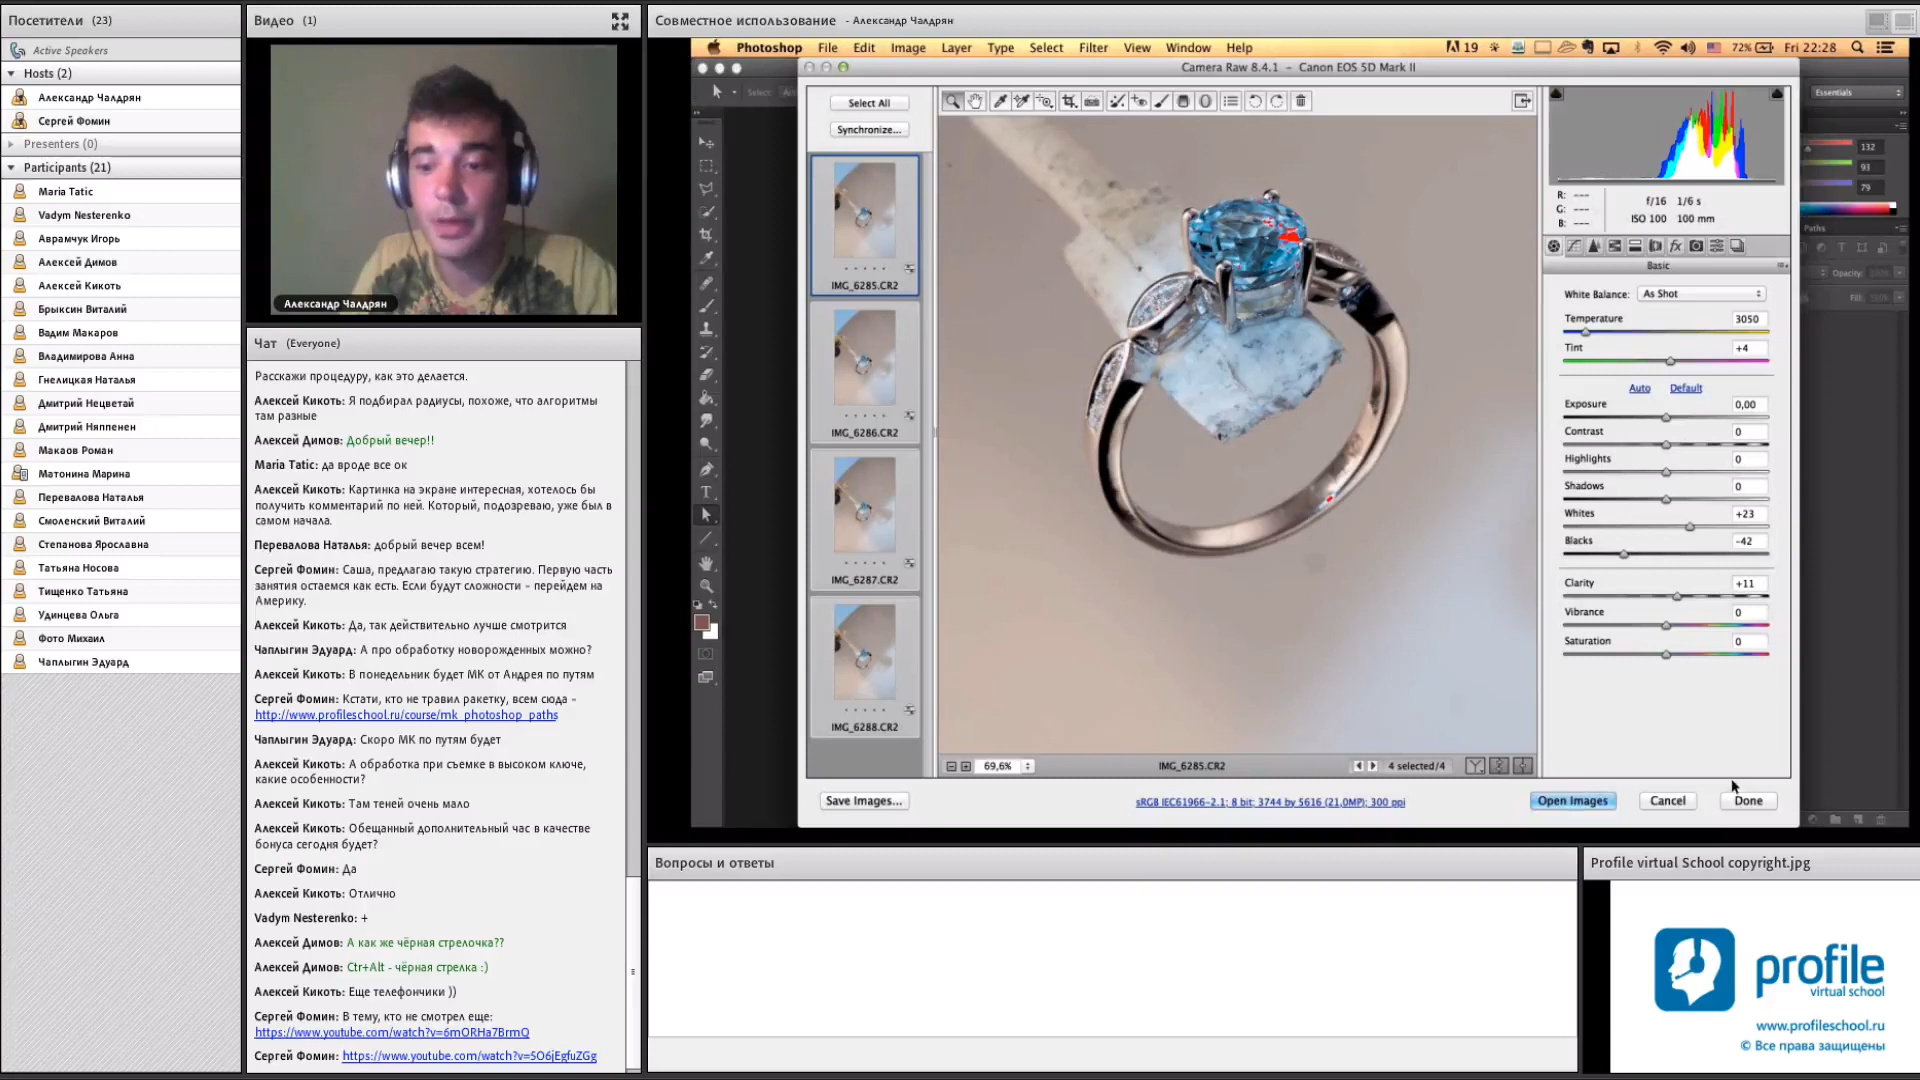 Посетители (23)
Active Speakers
Hosts (2)
Александр Чалдрян
Сергей Фомин
Presenters (0)
Participants (21)
Maria Tatic
Vadym Nesterenko
Аврамчук Игорь
Алексей Димов
Алексей Кикоть
Брыксин Виталий
Вадим Макаров
Владимирова Анна
Гнелицкая Наталья
Дмитрий Нецветай
Дмитрий Няппенен
Макаов Роман
Матонина Марина
Перевалова Наталья
Смоленский Виталий
Степанова Ярославна
Татьяна Носова
Тищенко Татьяна
Удинцева Ольга
Фото Михаил
Чаплыгин Эдуард
Видео (1)
Александр Чалдрян
Чат (Everyone)
Расскажи процедуру, как это делается.
Алексей Кикоть: Я подбирал радиусы, похоже, что алгоритмы
там разные
Алексей Димов: Добрый вечер!!
Maria Tatic: да вроде все ок
Алексей Кикоть: Картинка на экране интересная, хотелось бы
получить комментарий по ней. Который, подозреваю, уже был в
самом начала.
Перевалова Наталья: добрый вечер всем!
Сергей Фомин: Саша, предлагаю такую стратегию. Первую часть
занятия остаемся как есть. Если будут сложности - перейдем на
Америку.
Алексей Кикоть: Да, так действительно лучше смотрится
Чаплыгин Эдуард: А про обработку новорожденных можно?
Алексей Кикоть: В понедельник будет МК от Андрея по путям
Сергей Фомин: Кстати, кто не травил ракетку, всем сюда -
http://www.profileschool.ru/course/mk_photoshop_paths
Чаплыгин Эдуард: Скоро МК по путям будет
Алексей Кикоть: А обработка при съемке в высоком ключе,
какие особенности?
Алексей Кикоть: Там теней очень мало
Алексей Кикоть: Обещанный дополнительный час в качестве
бонуса сегодня будет?
Сергей Фомин: Да
Алексей Кикоть: Отлично
Vadym Nesterenko: +
Алексей Димов: А как же чёрная стрелочка??
Алексей Димов: Ctr+Alt - чёрная стрелка :)
Алексей Кикоть: Еще телефончики ))
Сергей Фомин: В тему, кто не смотрел еще:
https://www.youtube.com/watch?v=6mORHa7BrmQ
Сергей Фомин: https://www.youtube.com/watch?v=5O6jEgfuZGg
Совместное использование - Александр Чалдрян
Photoshop File Edit Image Layer Type Select Filter View Window Help
19 72% Fri 22:28
Camera Raw 8.4.1 - Canon EOS 5D Mark II
Select:
Essentials
Select All
Synchronize...
IMG_6285.CR2
IMG_6286.CR2
IMG_6287.CR2
IMG_6288.CR2
69,6%
IMG_6285.CR2
4 selected/4
R: ---
G: ---
B: ---
f/16 1/6 s
ISO 100 100 mm
Basic
White Balance: As Shot
Temperature 3050
Tint +4
Auto Default
Exposure 0,00
Contrast 0
Highlights 0
Shadows 0
Whites +23
Blacks -42
Clarity +11
Vibrance 0
Saturation 0
132
93
79
Paths
Opacity:
Fill:
Save Images...
sRGB IEC61966-2.1; 8 bit; 3744 by 5616 (21,0MP); 300 ppi
Open Images
Cancel
Done
Вопросы и ответы
Profile virtual School copyright.jpg
profile
virtual school
www.profileschool.ru
© Все права защищены